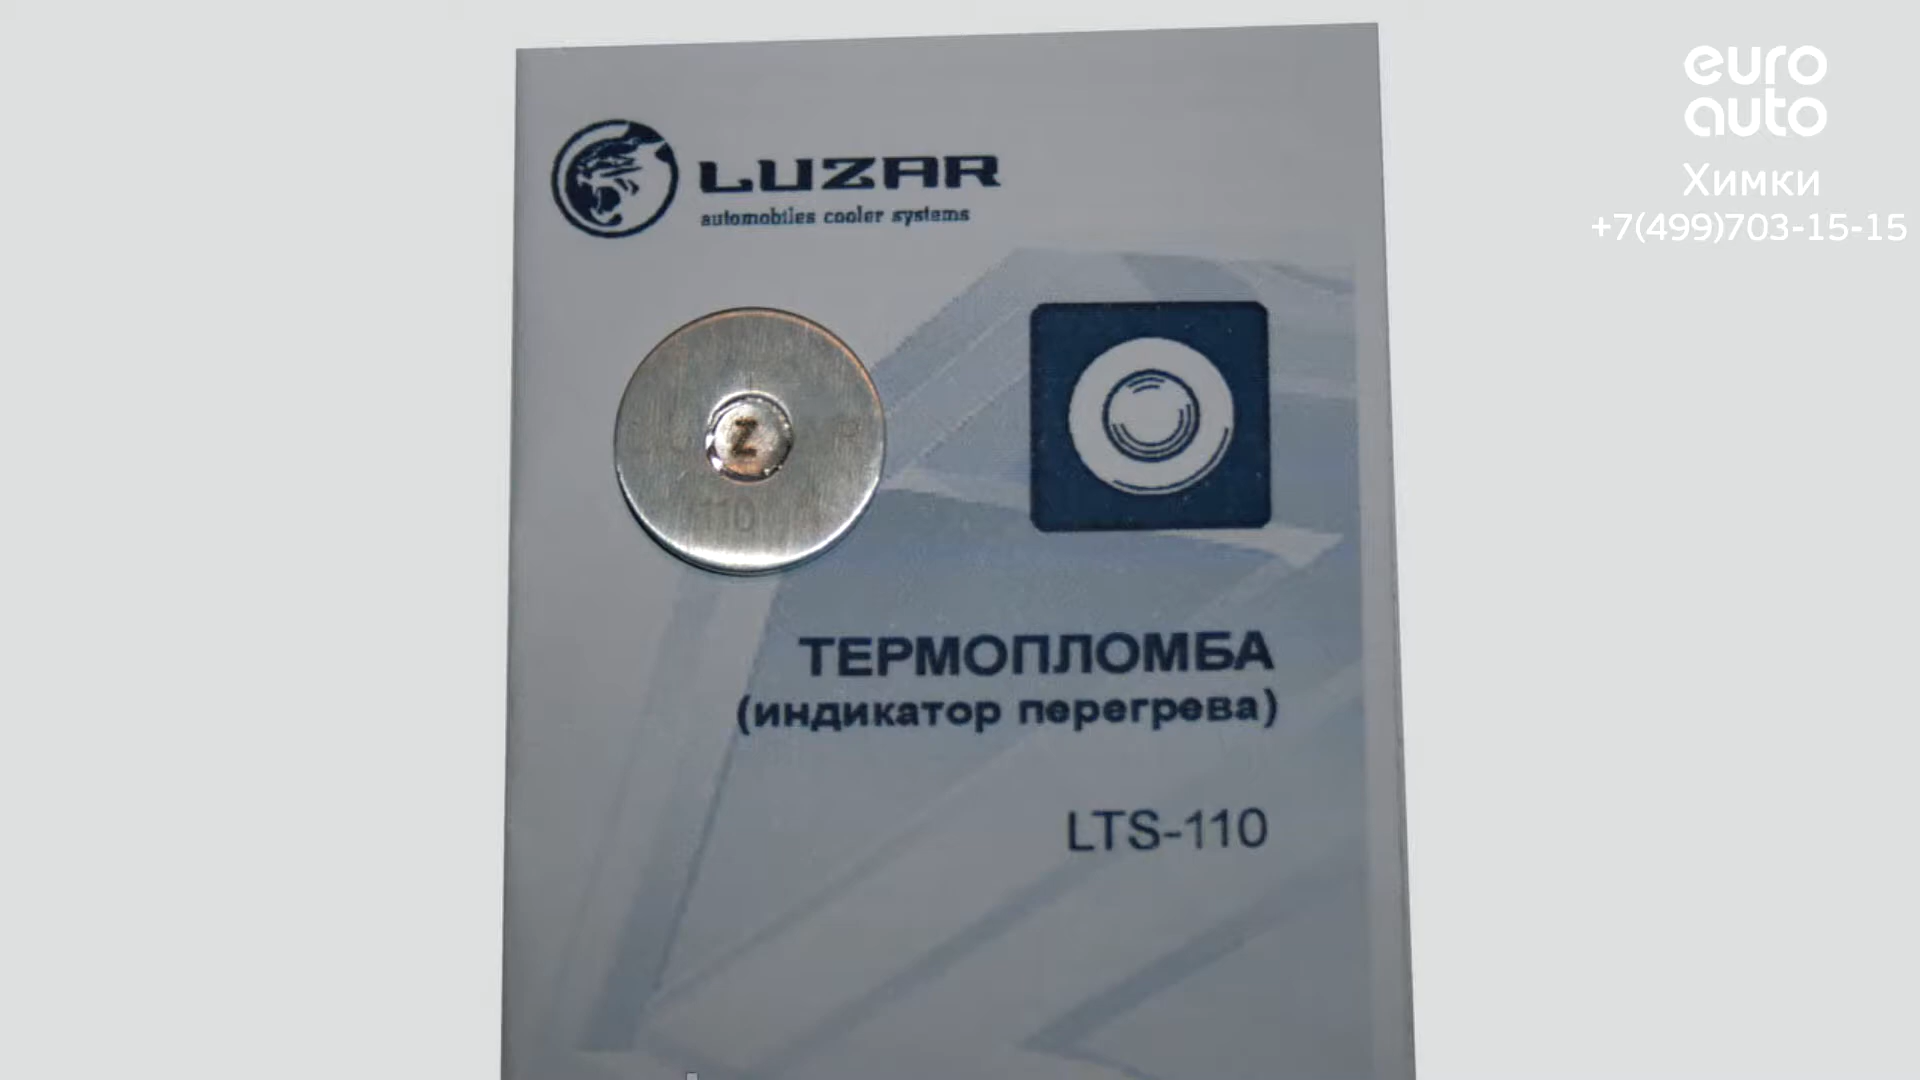 LUZAR
automobiles cooler systems
Z
110
ТЕРМОПЛОМБА
(индикатор перегрева)
LTS-110
euro
auto
Химки
+7(499)703-15-15